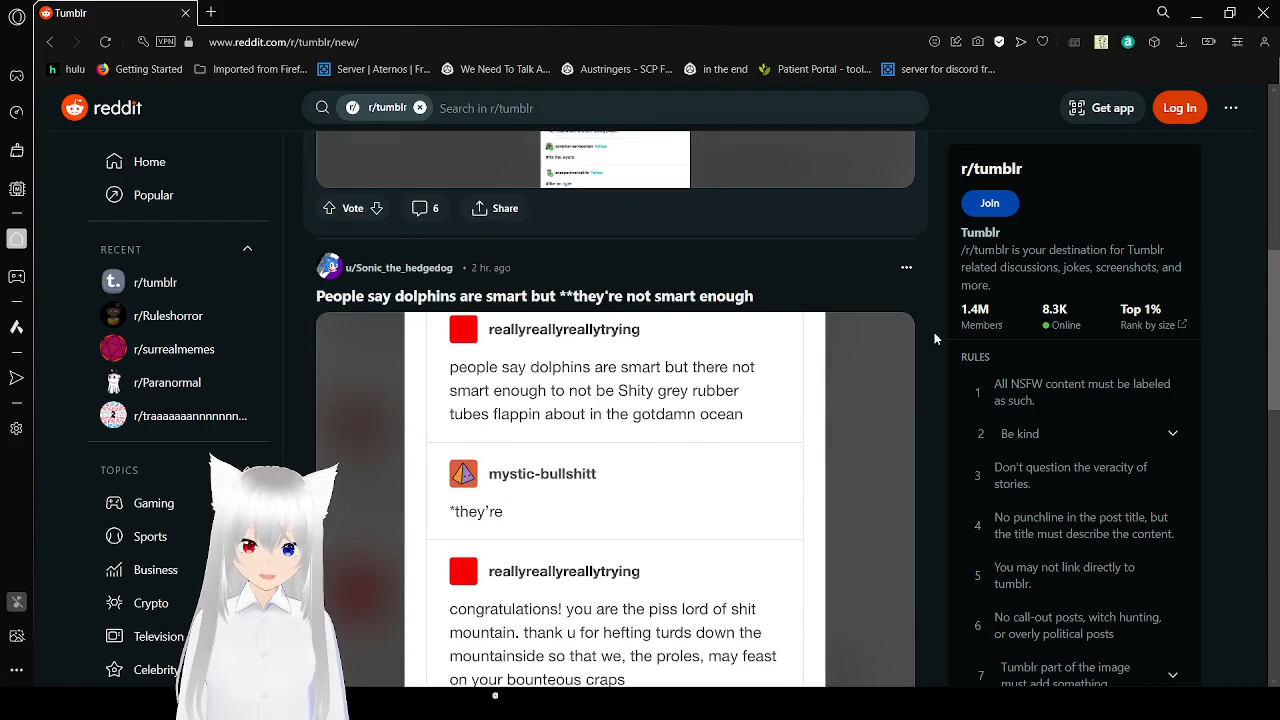 Tumblr
VPN
www.reddit.com/r/tumblr/new/
hulu
Getting Started
Imported from Firef...
Server | Aternos | Fr...
We Need To Talk A...
Austringers - SCP F...
in the end
Patient Portal - tool...
server for discord fr...
reddit
r/ r/tumblr
Search in r/tumblr
Get app
Log In
Home
Popular
RECENT
r/tumblr
r/Ruleshorror
r/surrealmemes
r/Paranormal
r/traaaaaaannnnnnn...
TOPICS
Gaming
Sports
Business
Crypto
Television
Celebrity
Follow
#its the layers
Follow
Vote
6
Share
u/Sonic_the_hedgedog • 2 hr. ago
People say dolphins are smart but **they're not smart enough
reallyreallyreallytrying
people say dolphins are smart but there not
smart enough to not be Shity grey rubber
tubes flappin about in the gotdamn ocean
mystic-bullshitt
*they're
reallyreallyreallytrying
congratulations! you are the piss lord of shit
mountain. thank u for hefting turds down the
mountainside so that we, the proles, may feast
on your bounteous craps
r/tumblr
Join
Tumblr
/r/tumblr is your destination for Tumblr
related discussions, jokes, screenshots, and
more.
1.4M
Members
8.3K
Online
Top 1%
Rank by size
RULES
1
All NSFW content must be labeled
as such.
2
Be kind
3
Don't question the veracity of
stories.
4
No punchline in the post title, but
the title must describe the content.
5
You may not link directly to
tumblr.
6
No call-out posts, witch hunting,
or overly political posts
7
Tumblr part of the image
must add something